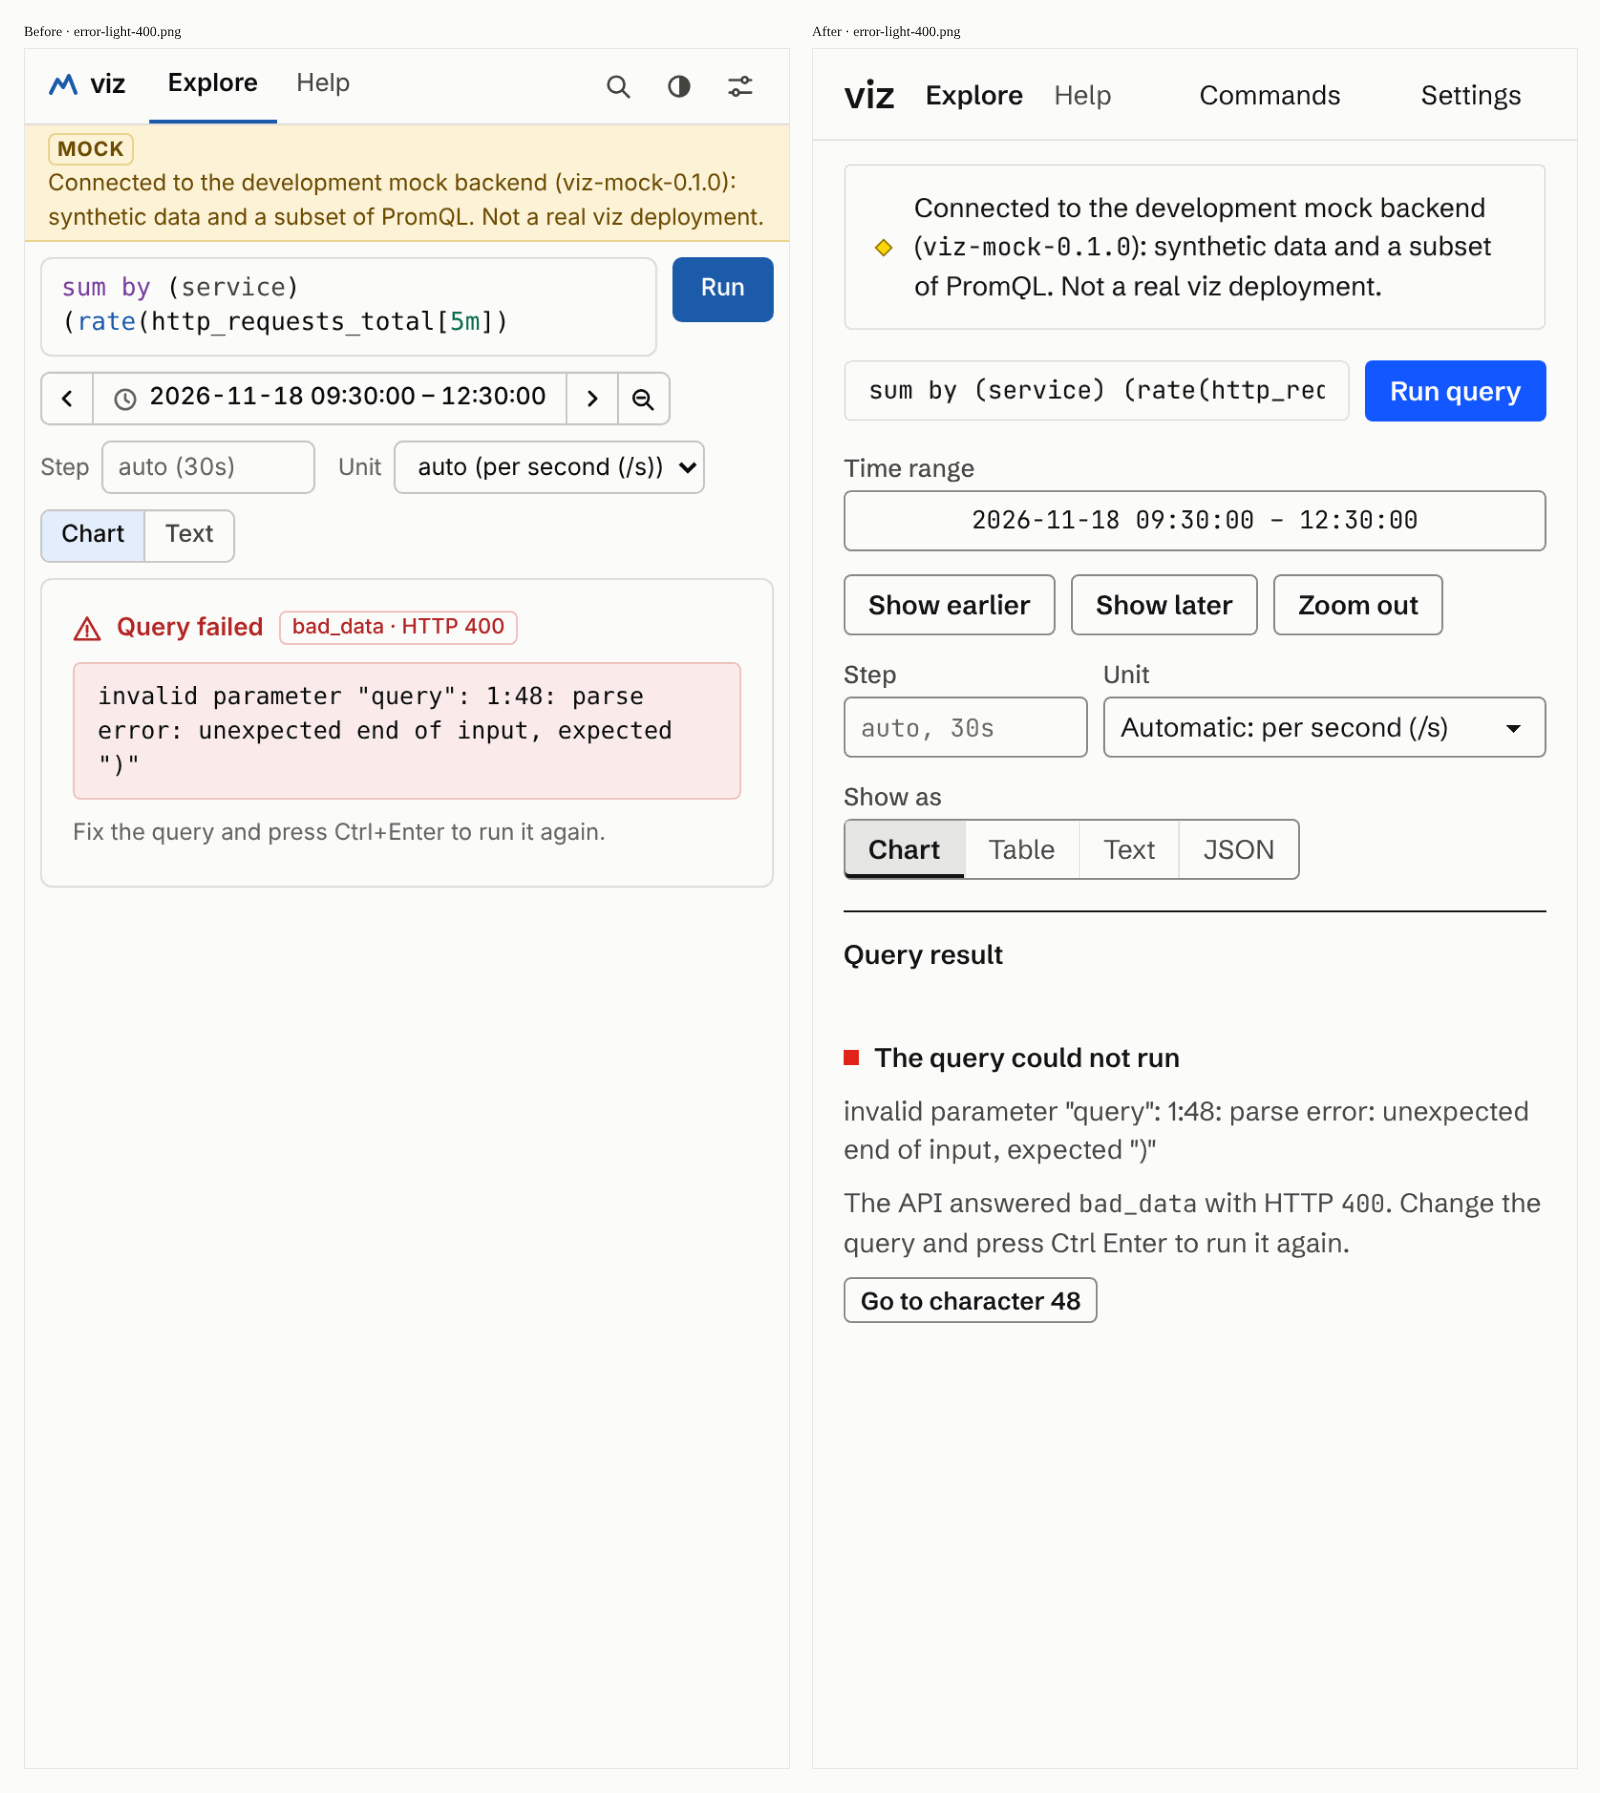 Before · error-light-400.png
viz Explore Help
MOCK
Connected to the development mock backend (viz-mock-0.1.0):
synthetic data and a subset of PromQL. Not a real viz deployment.
sum by (service)
(rate(http_requests_total[5m])
Run
2026-11-18 09:30:00 – 12:30:00
Step auto (30s) Unit auto (per second (/s))
Chart Text
Query failed bad_data · HTTP 400
invalid parameter "query": 1:48: parse
error: unexpected end of input, expected
")"
Fix the query and press Ctrl+Enter to run it again.
After · error-light-400.png
viz Explore Help Commands Settings
Connected to the development mock backend
(viz-mock-0.1.0): synthetic data and a subset
of PromQL. Not a real viz deployment.
sum by (service) (rate(http_req
Run query
Time range
2026-11-18 09:30:00 – 12:30:00
Show earlier Show later Zoom out
Step Unit
auto, 30s Automatic: per second (/s)
Show as
Chart Table Text JSON
Query result
The query could not run
invalid parameter "query": 1:48: parse error: unexpected
end of input, expected ")"
The API answered bad_data with HTTP 400. Change the
query and press Ctrl Enter to run it again.
Go to character 48